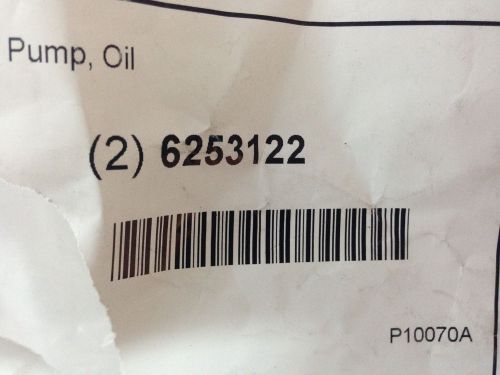 Pump, Oil
(2) 6253122
P10070A